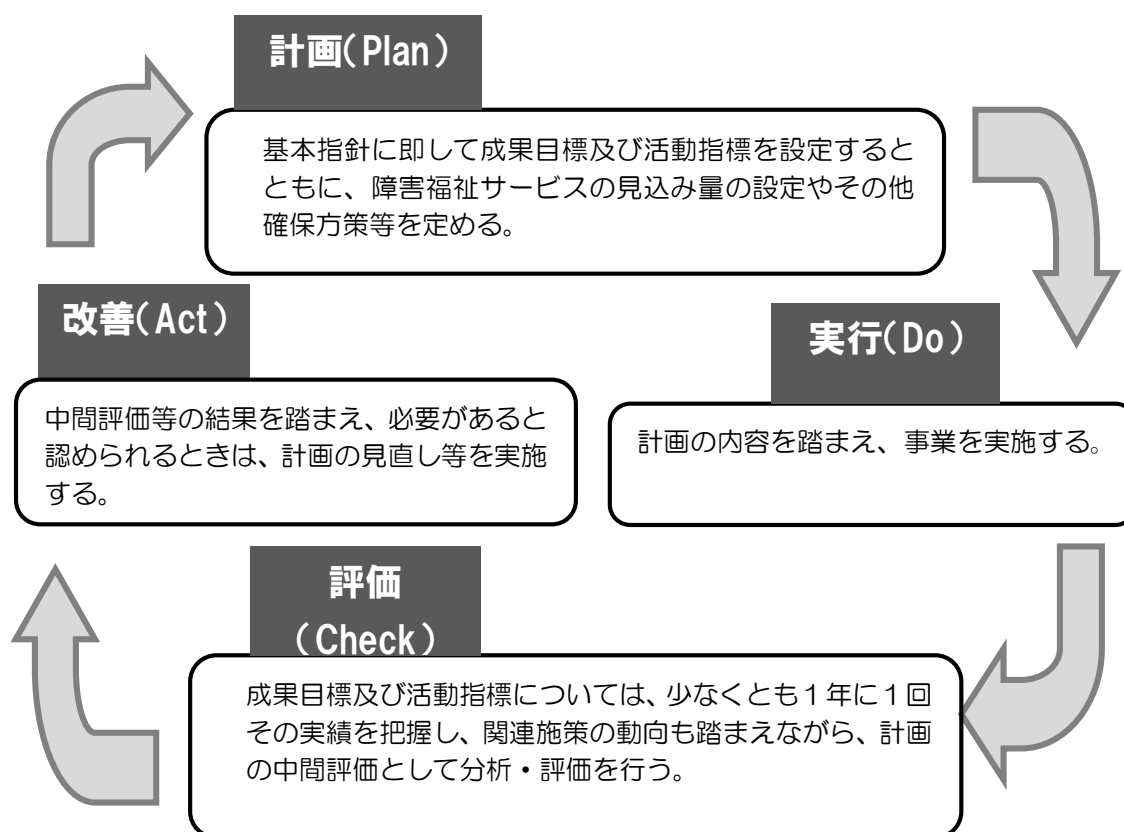 計画(Plan)
基本指針に即して成果目標及び活動指標を設定すると
ともに、障害福祉サービスの見込み量の設定やその他
確保方策等を定める。
改善(Act)
中間評価等の結果を踏まえ、必要があると
認められるときは、計画の見直し等を実施
する。
実行(Do)
計画の内容を踏まえ、事業を実施する。
評価
(Check)
成果目標及び活動指標については、少なくとも1年に1回
その実績を把握し、関連施策の動向も踏まえながら、計画
の中間評価として分析・評価を行う。